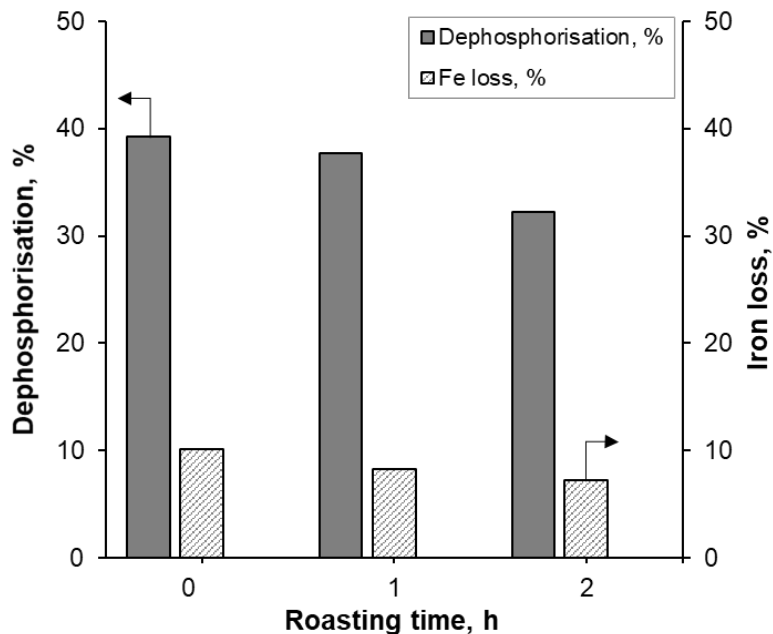 50
40
30
20
10
0
Dephosphorisation, %
Dephosphorisation, %
Fe loss, %
50
40
30
20
10
0
Iron loss, %
0 1 2
Roasting time, h